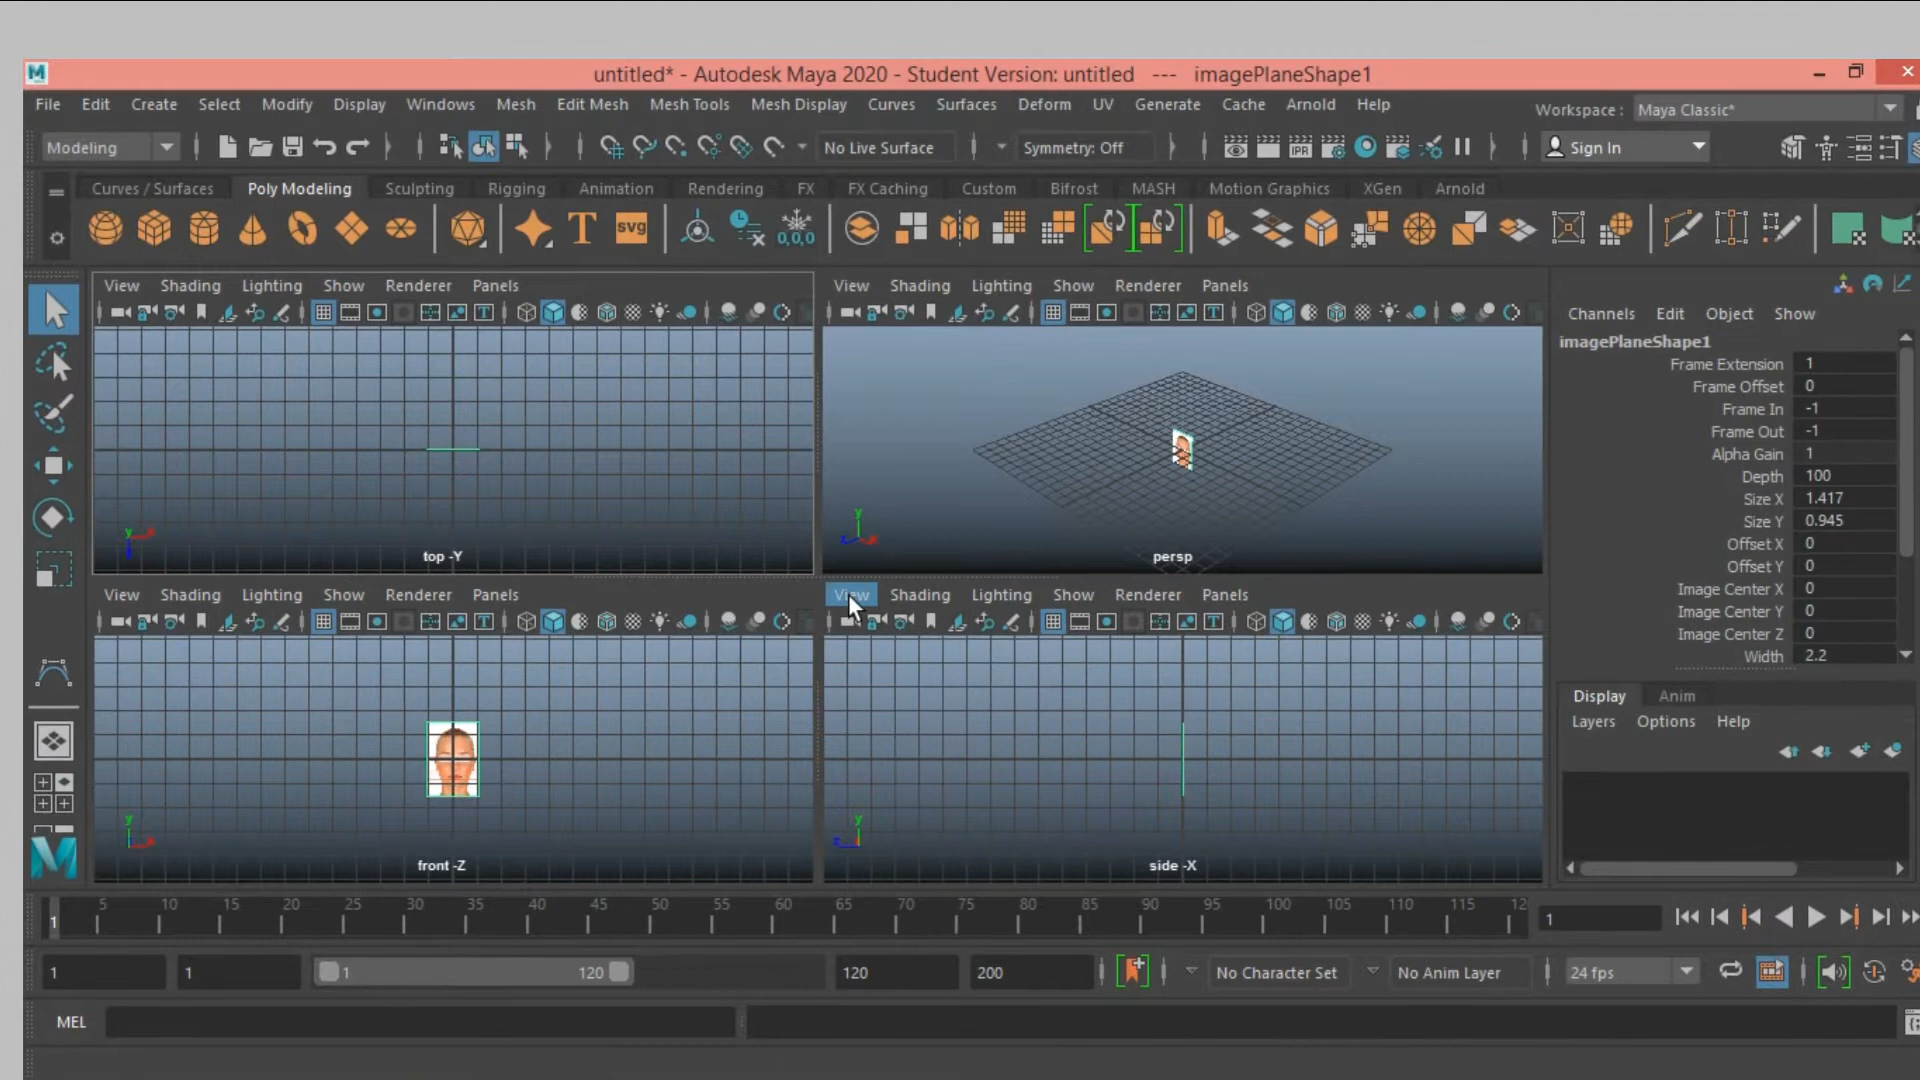 untitled* - Autodesk Maya 2020 - Student Version: untitled --- imagePlaneShape1
File Edit Create Select Modify Display Windows Mesh Edit Mesh Mesh Tools Mesh Display Curves Surfaces Deform UV Generate Cache Arnold Help
Workspace : Maya Classic*
Modeling No Live Surface Symmetry: Off IPR Sign In
Curves / Surfaces Poly Modeling Sculpting Rigging Animation Rendering FX FX Caching Custom Bifrost MASH Motion Graphics XGen Arnold
T svg 0,0,0
View Shading Lighting Show Renderer Panels
top -Y
View Shading Lighting Show Renderer Panels
persp
View Shading Lighting Show Renderer Panels
front -Z
View Shading Lighting Show Renderer Panels
side -X
Channels Edit Object Show
imagePlaneShape1
Frame Extension 1
Frame Offset 0
Frame In -1
Frame Out -1
Alpha Gain 1
Depth 100
Size X 1.417
Size Y 0.945
Offset X 0
Offset Y 0
Image Center X 0
Image Center Y 0
Image Center Z 0
Width 2.2
Display Anim
Layers Options Help
5 10 15 20 25 30 35 40 45 50 55 60 65 70 75 80 85 90 95 100 105 110 115 12
1 1
1 1 1 120 120 200 No Character Set No Anim Layer 24 fps
MEL